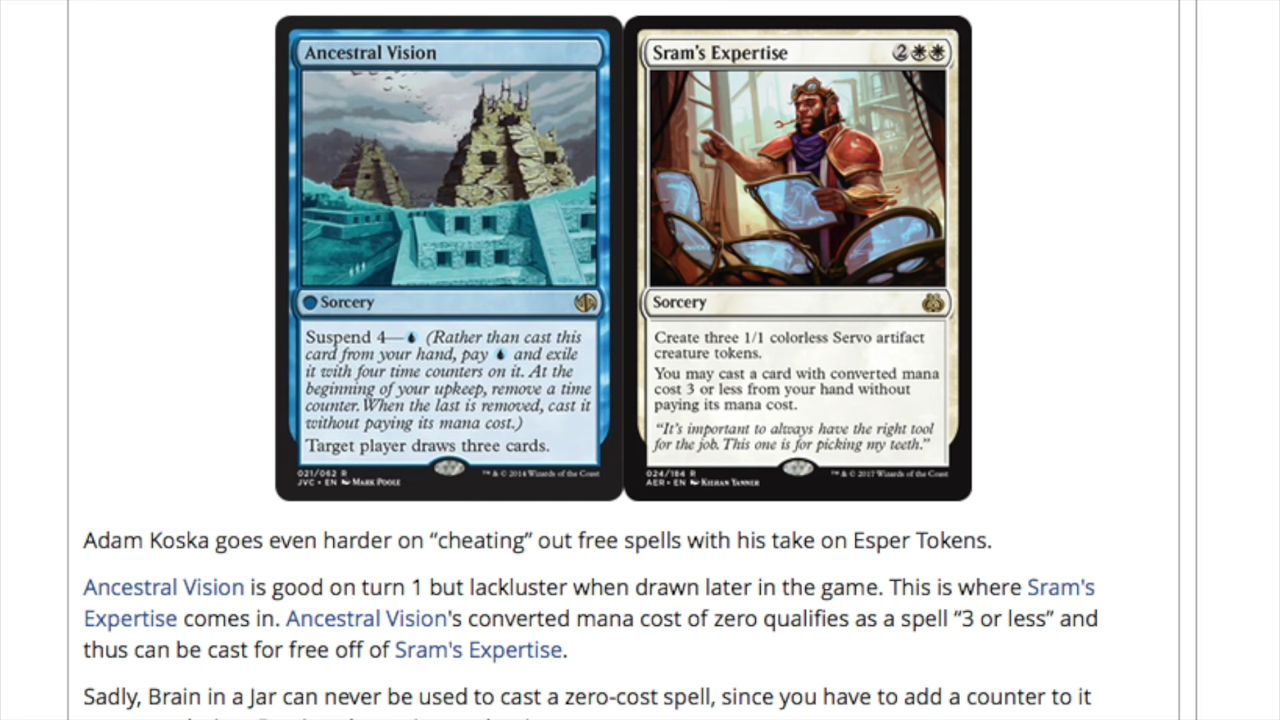 Ancestral Vision
Sorcery
Suspend 4— (Rather than cast this
card from your hand, pay and exile
it with four time counters on it. At the
beginning of your upkeep, remove a time
counter. When the last is removed, cast it
without paying its mana cost.)
Target player draws three cards.
021/062 R
JVC • EN Mark Poole
™ & © 2014 Wizards of the Coast
Sram's Expertise 2
Sorcery
Create three 1/1 colorless Servo artifact
creature tokens.
You may cast a card with converted mana
cost 3 or less from your hand without
paying its mana cost.
"It's important to always have the right tool
for the job. This one is for picking my teeth."
024/184 R
AER • EN Kieran Yanner
™ & © 2017 Wizards of the Coast
Adam Koska goes even harder on “cheating” out free spells with his take on Esper Tokens.
Ancestral Vision is good on turn 1 but lackluster when drawn later in the game. This is where Sram's
Expertise comes in. Ancestral Vision's converted mana cost of zero qualifies as a spell “3 or less” and
thus can be cast for free off of Sram's Expertise.
Sadly, Brain in a Jar can never be used to cast a zero-cost spell, since you have to add a counter to it